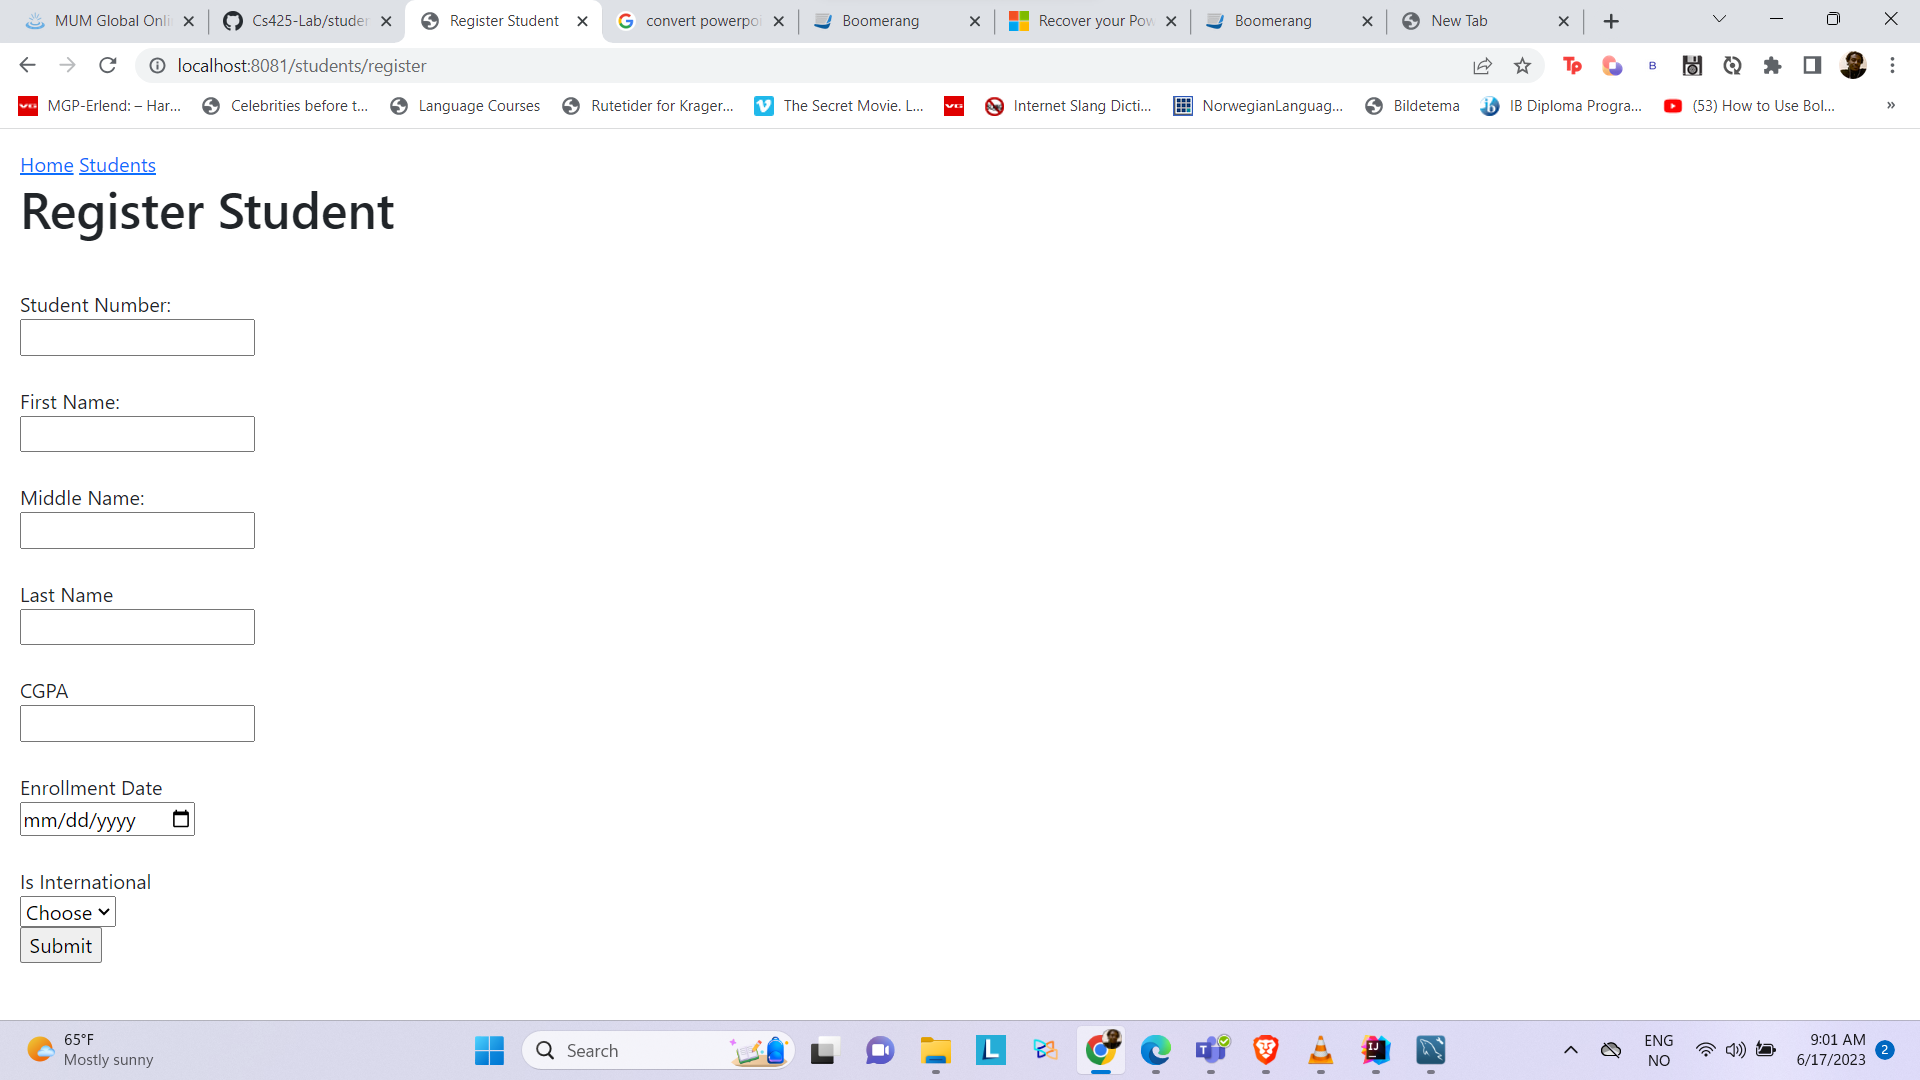 MUM Global Onli
Cs425-Lab/studen
Register Student
convert powerpoi
Boomerang
Recover your Pow
Boomerang
New Tab
localhost:8081/students/register
MGP-Erlend: – Har...
Celebrities before t...
Language Courses
Rutetider for Krager...
The Secret Movie. L...
VG
Internet Slang Dicti...
NorwegianLanguag...
Bildetema
IB Diploma Progra...
(53) How to Use Bol...
»
Home Students
Register Student
Student Number:
First Name:
Middle Name:
Last Name
CGPA
Enrollment Date
mm/dd/yyyy
Is International
Choose
Submit
65°F
Mostly sunny
Search
ENG
NO
9:01 AM
6/17/2023
2